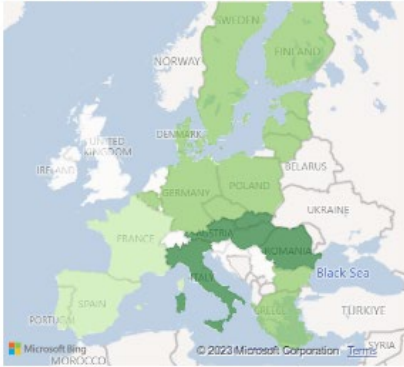 SWEDEN
FINLAND
NORWAY
DENMARK
UNITED
KINGDOM
IRELAND
BELARUS
POLAND
GERMANY
UKRAINE
FRANCE
AUSTRIA
ROMANIA
ITALY
Black Sea
SPAIN
PORTUGAL
TÜRKIYE
SYRIA
Microsoft Bing
© 2023 Microsoft Corporation Terms
MOROCCO